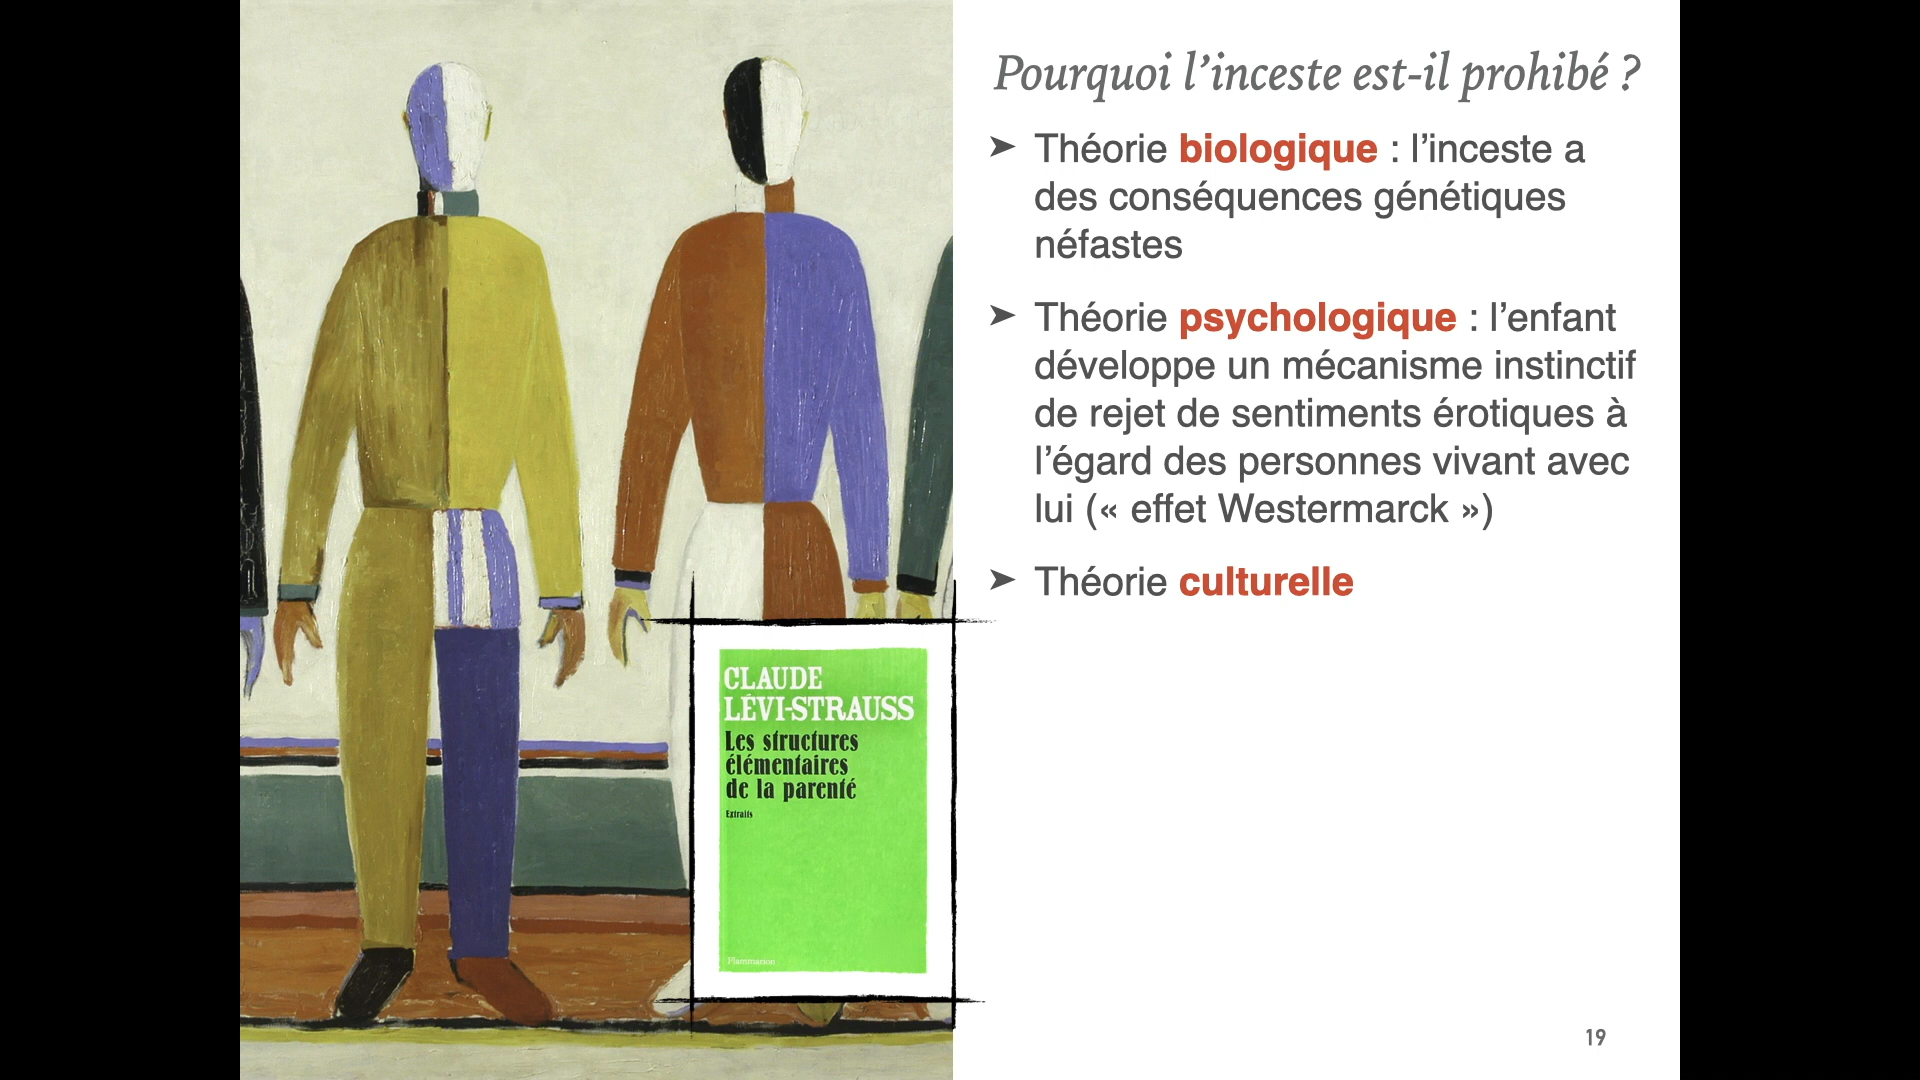 Pourquoi l’inceste est-il prohibé ?
➤ Théorie biologique : l’inceste a
des conséquences génétiques
néfastes
➤ Théorie psychologique : l’enfant
développe un mécanisme instinctif
de rejet de sentiments érotiques à
l’égard des personnes vivant avec
lui (« effet Westermarck »)
➤ Théorie culturelle
CLAUDE
LÉVI-STRAUSS
Les structures
élémentaires
de la parenté
Extraits
Flammarion
19